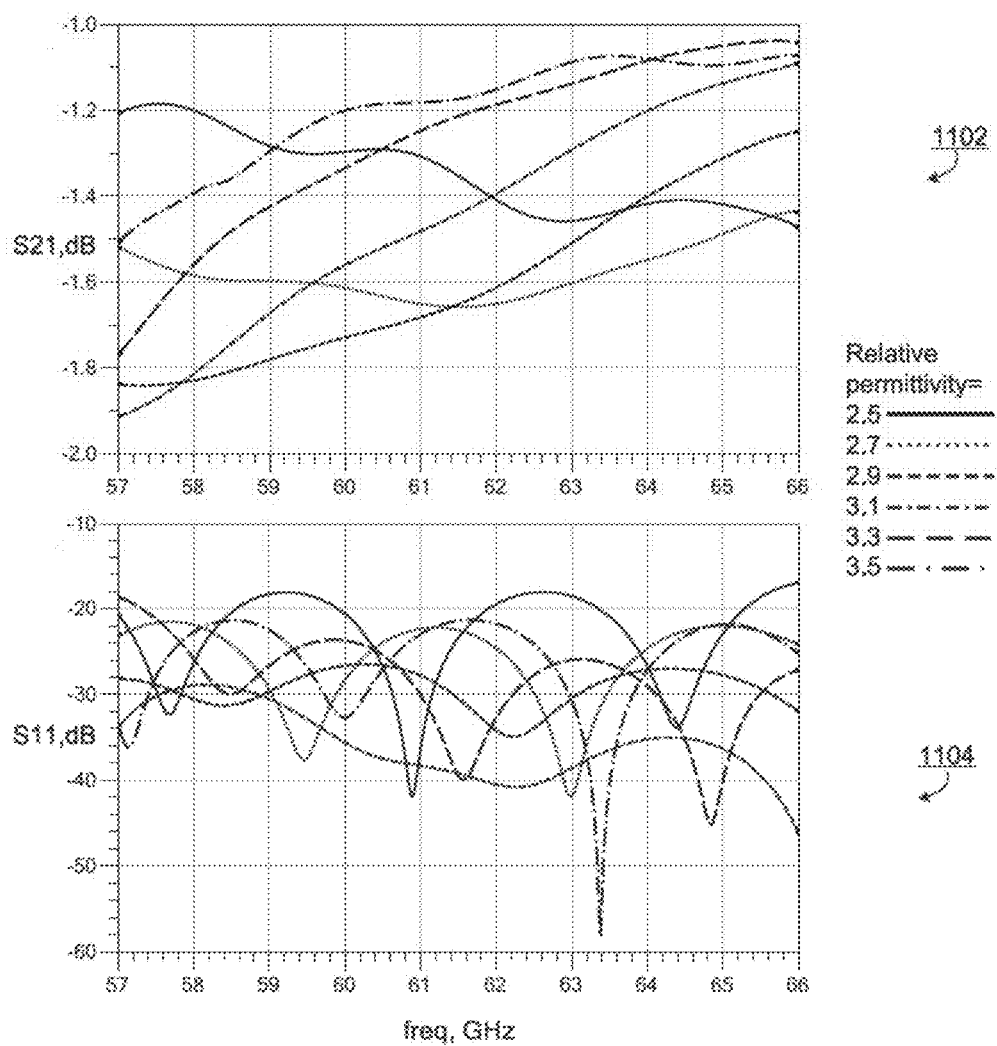 -1.0
-1.2
-1.4
S21,dB
-1.6
-1.8
-2.0
57 58 59 60 61 62 63 64 65 66
1102
Relative
permittivity=
2.5
2.7
2.9
3.1
3.3
3.5
-10
-20
-30
S11,dB
-40
-50
-60
57 58 59 60 61 62 63 64 65 66
freq, GHz
1104